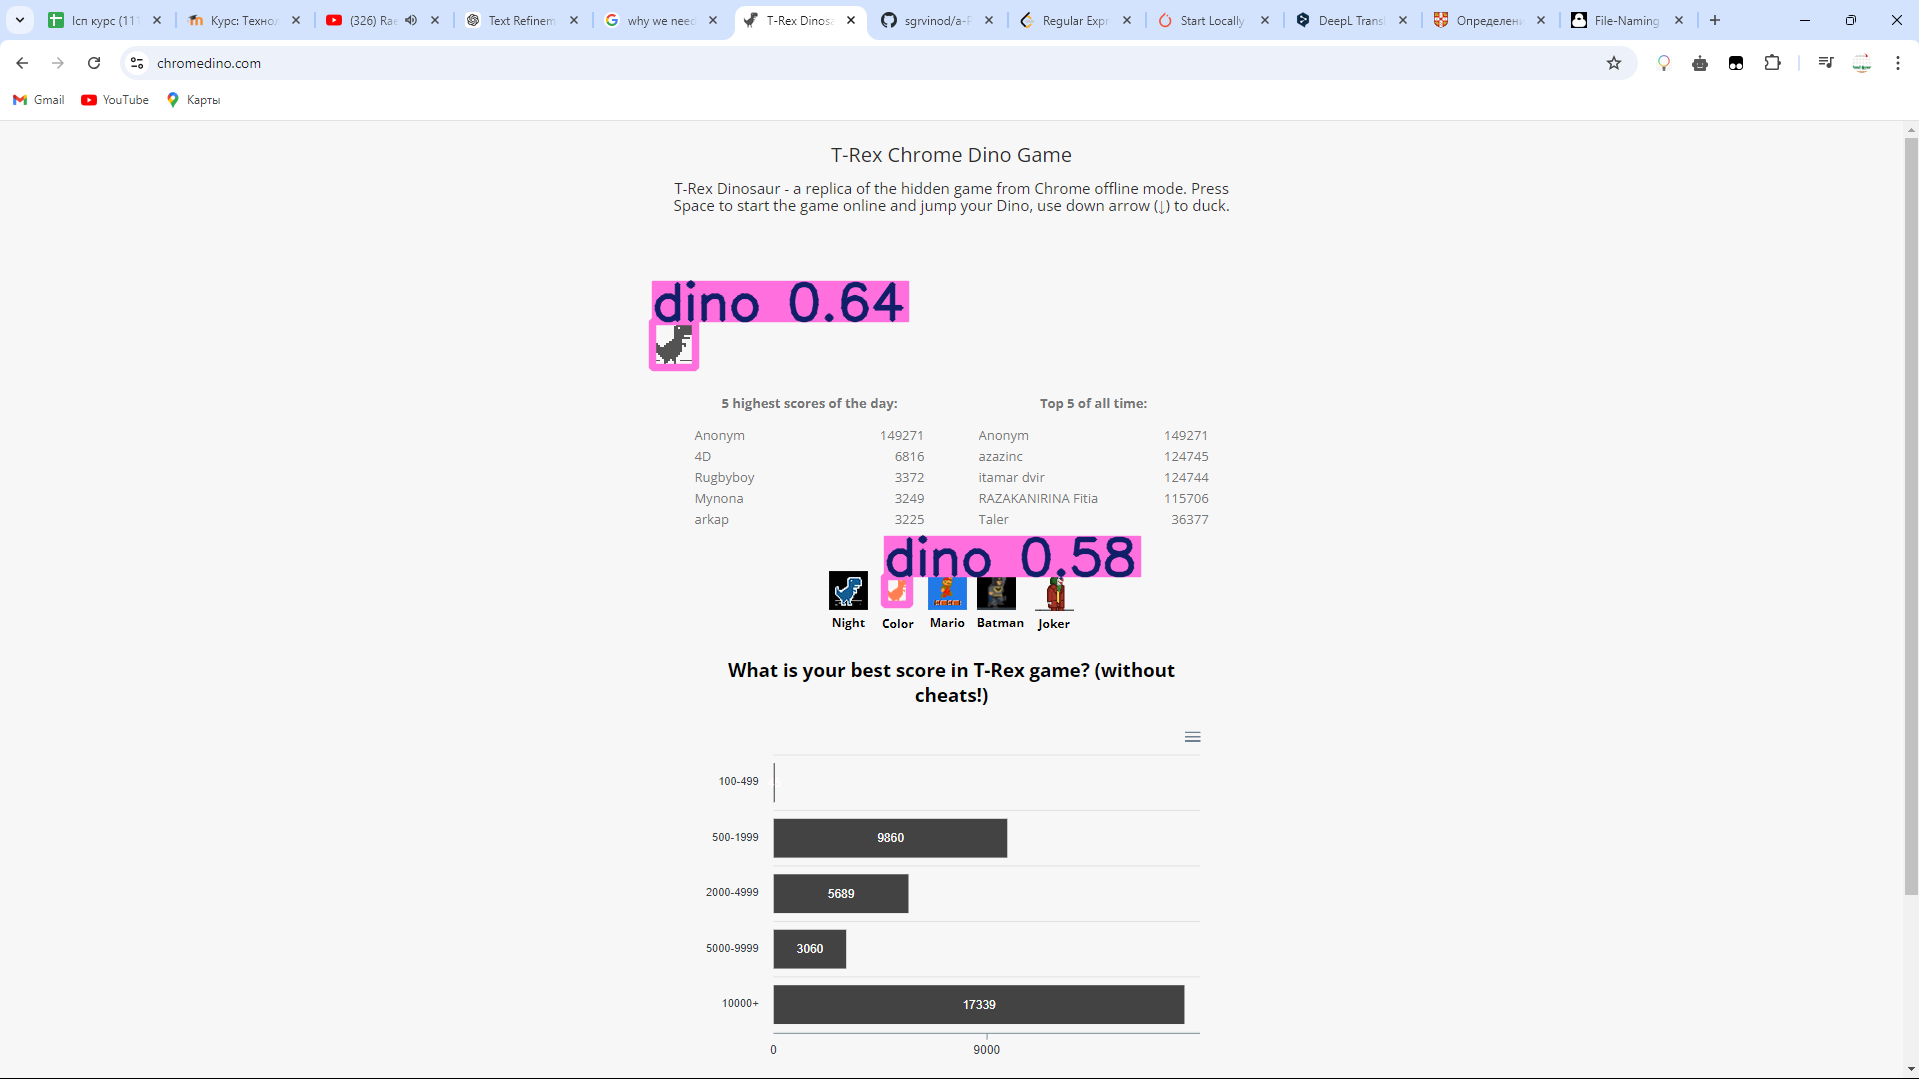 Ісп курс (11
Курс: Техно
(326) Rae
Text Refinem
why we need
T-Rex Dinosa
sgrvinod/a-P
Regular Expr
Start Locally
DeepL Transl
Определени
File-Naming
chromedino.com
Gmail YouTube Карты
T-Rex Chrome Dino Game
T-Rex Dinosaur - a replica of the hidden game from Chrome offline mode. Press
Space to start the game online and jump your Dino, use down arrow (↓) to duck.
dino 0.64
5 highest scores of the day:
Anonym 149271
4D 6816
Rugbyboy 3372
Mynona 3249
arkap 3225
Top 5 of all time:
Anonym 149271
azazinc 124745
itamar dvir 124744
RAZAKANIRINA Fitia 115706
Taler 36377
dino 0.58
Night Color Mario Batman Joker
What is your best score in T-Rex game? (without
cheats!)
100-499
500-1999 9860
2000-4999 5689
5000-9999 3060
10000+ 17339
0 9000